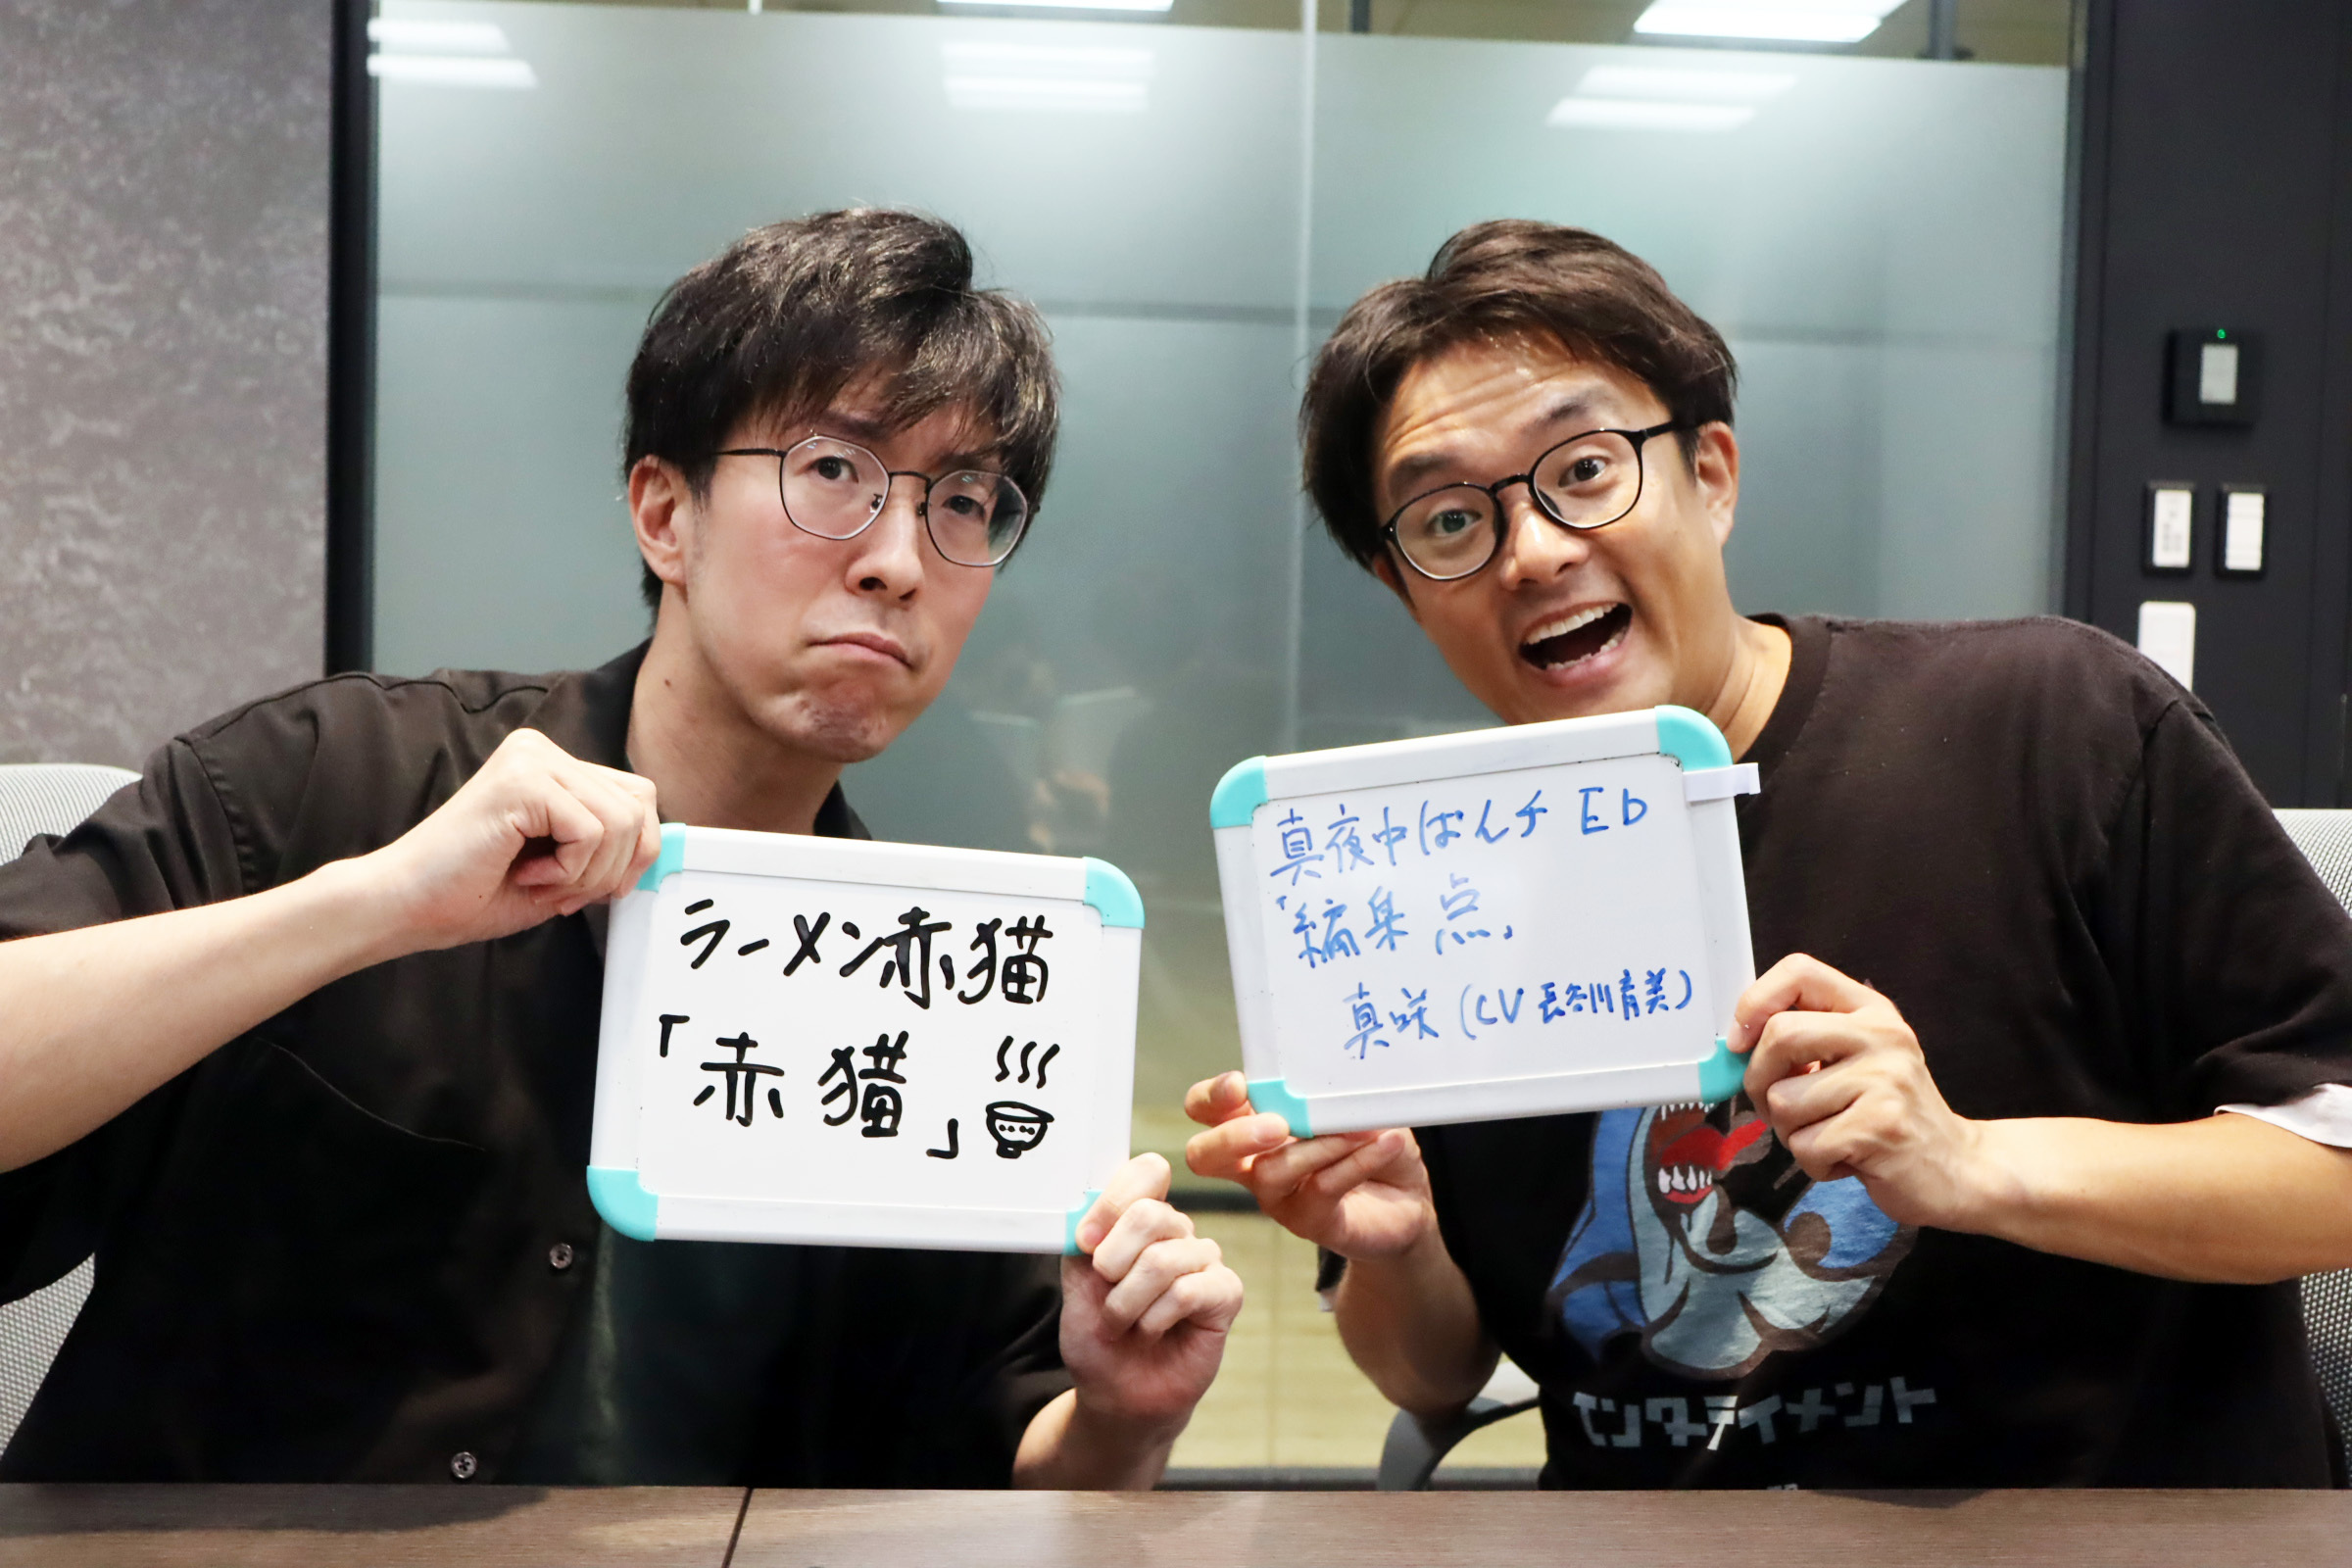 ラーメン赤猫
「赤猫」
真夜中ぱんチ ED
「編集点」
真咲(CV 長谷川育美)
エンターテイメント